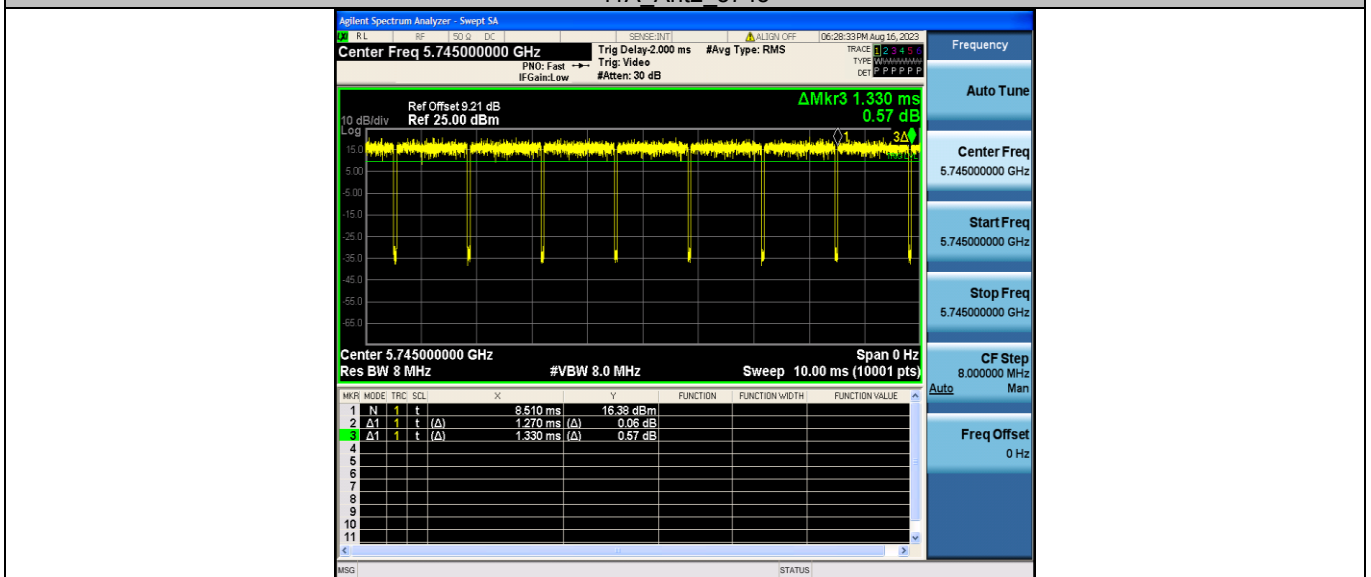 Agilent Spectrum Analyzer - Swept SA
RL RF 50 Ω DC SENSE:INT ALIGN OFF 06:28:33 PM Aug 16, 2023
Center Freq 5.745000000 GHz
PNO: Fast
IFGain:Low
Trig Delay-2.000 ms
Trig: Video
#Atten: 30 dB
#Avg Type: RMS
TRACE 1 2 3 4 5 6
TYPE
DET P P P P P P
Ref Offset 9.21 dB
10 dB/div Ref 25.00 dBm
ΔMkr3 1.330 ms
0.57 dB
Log
1
3Δ
15.0
5.00
-5.00
-15.0
-25.0
-35.0
-45.0
-55.0
-65.0
Center 5.745000000 GHz Span 0 Hz
Res BW 8 MHz #VBW 8.0 MHz Sweep 10.00 ms (10001 pts)
MKR MODE TRC SCL X Y FUNCTION FUNCTION WIDTH FUNCTION VALUE
1 N 1 t 8.510 ms 16.38 dBm
2 Δ1 1 t (Δ) 1.270 ms (Δ) 0.06 dB
3 Δ1 1 t (Δ) 1.330 ms (Δ) 0.57 dB
4
5
6
7
8
9
10
11
MSG STATUS
Frequency
Auto Tune
Center Freq
5.745000000 GHz
Start Freq
5.745000000 GHz
Stop Freq
5.745000000 GHz
CF Step
8.000000 MHz
Auto Man
Freq Offset
0 Hz